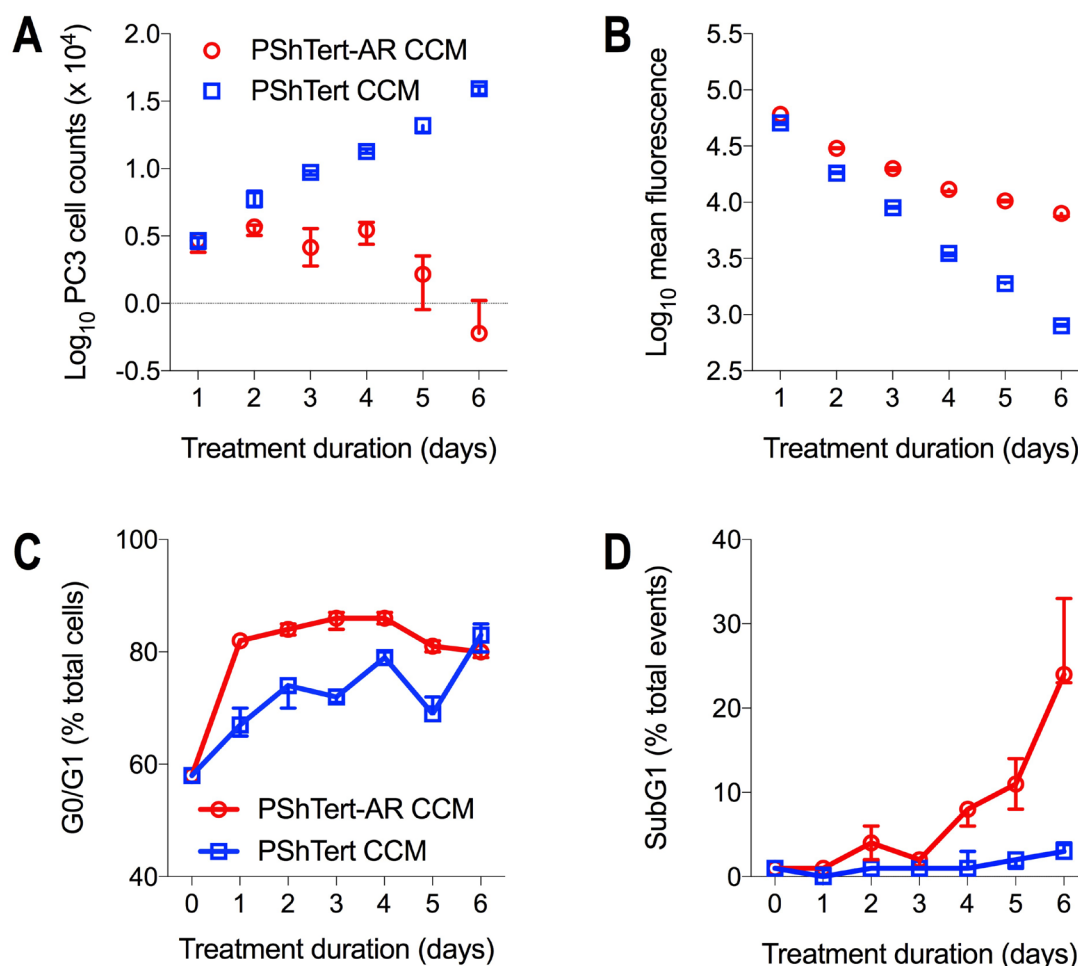 A
Log10 PC3 cell counts (x 10⁴)
2.0
1.5
1.0
0.5
0.0
-0.5
PShTert-AR CCM
PShTert CCM
1 2 3 4 5 6
Treatment duration (days)
B
Log10 mean fluorescence
5.5
5.0
4.5
4.0
3.5
3.0
2.5
1 2 3 4 5 6
Treatment duration (days)
C
G0/G1 (% total cells)
100
80
60
40
PShTert-AR CCM
PShTert CCM
0 1 2 3 4 5 6
Treatment duration (days)
D
SubG1 (% total events)
40
30
20
10
0
0 1 2 3 4 5 6
Treatment duration (days)